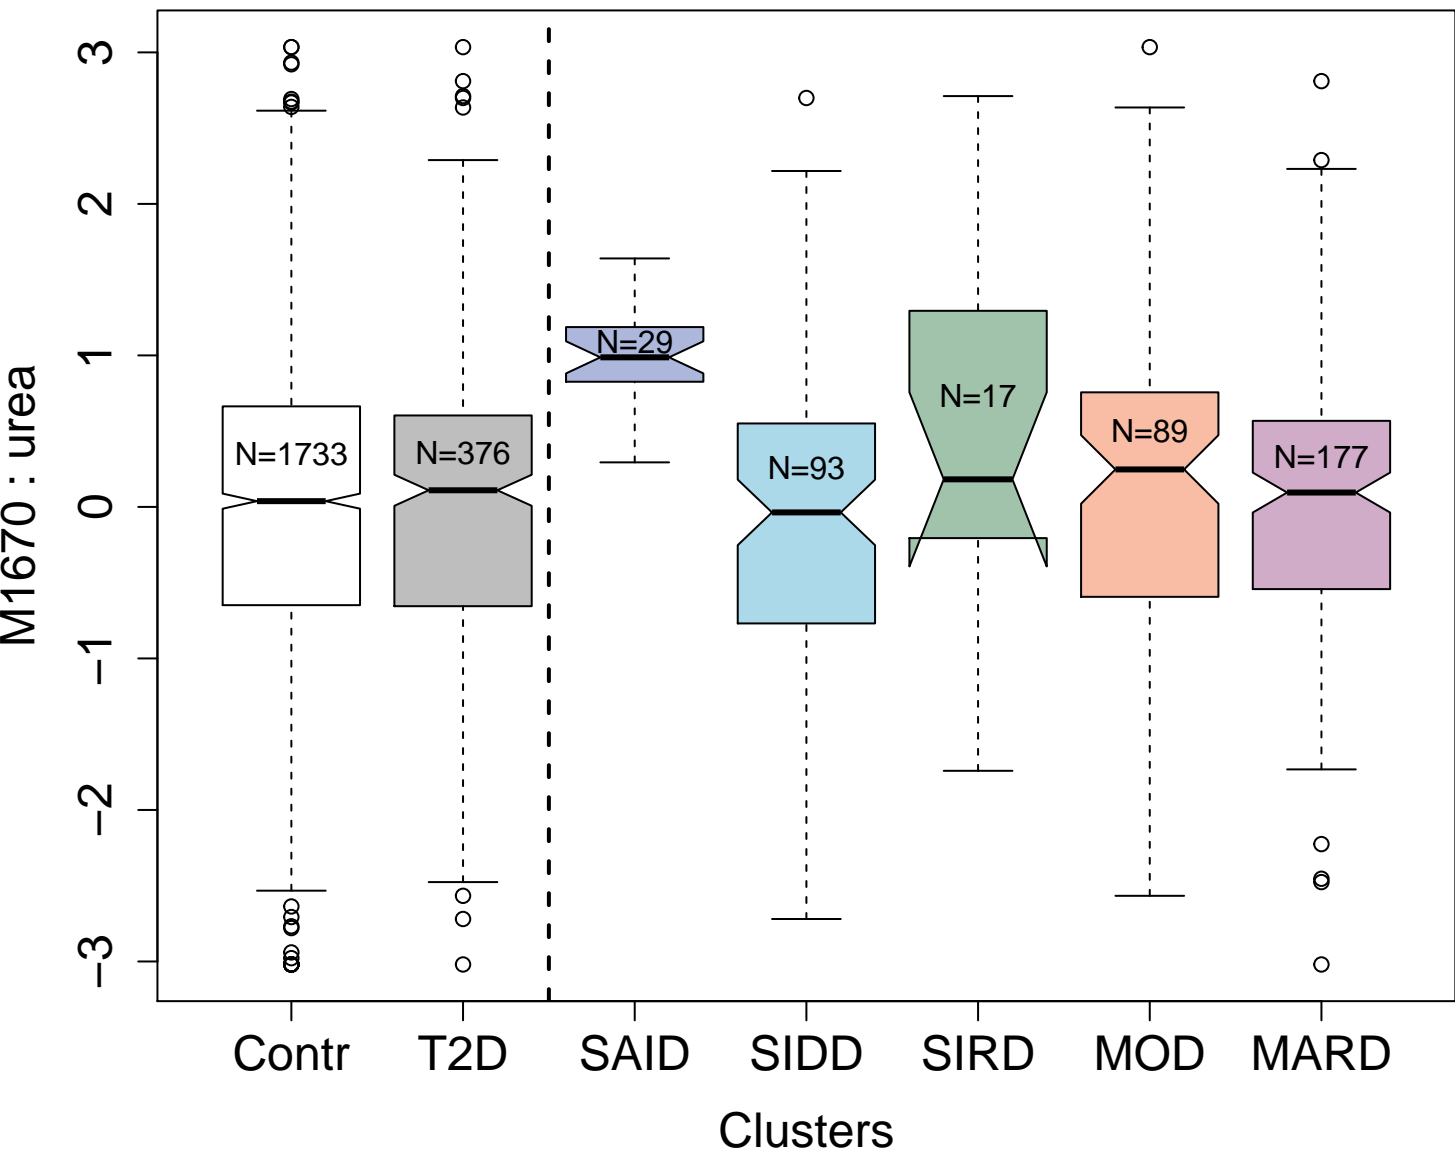 M1670 : urea
3
2
1
0
−1
−2
−3
N=1733
N=376
N=29
N=93
N=17
N=89
N=177
Contr T2D SAID SIDD SIRD MOD MARD
Clusters